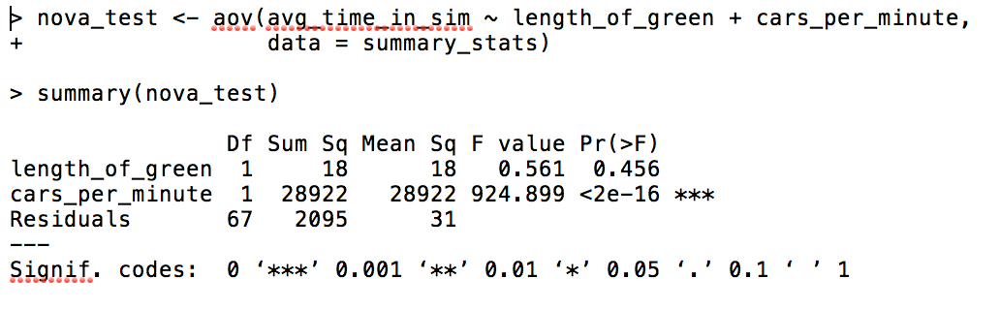 > nova_test <- aov(avg_time_in_sim ~ length_of_green + cars_per_minute,
+                  data = summary_stats)
> summary(nova_test)
                Df Sum Sq Mean Sq F value Pr(>F)
length_of_green  1     18      18   0.561  0.456
cars_per_minute  1  28922   28922 924.899 <2e-16 ***
Residuals       67   2095      31
---
Signif. codes:  0 ‘***’ 0.001 ‘**’ 0.01 ‘*’ 0.05 ‘.’ 0.1 ‘ ’ 1